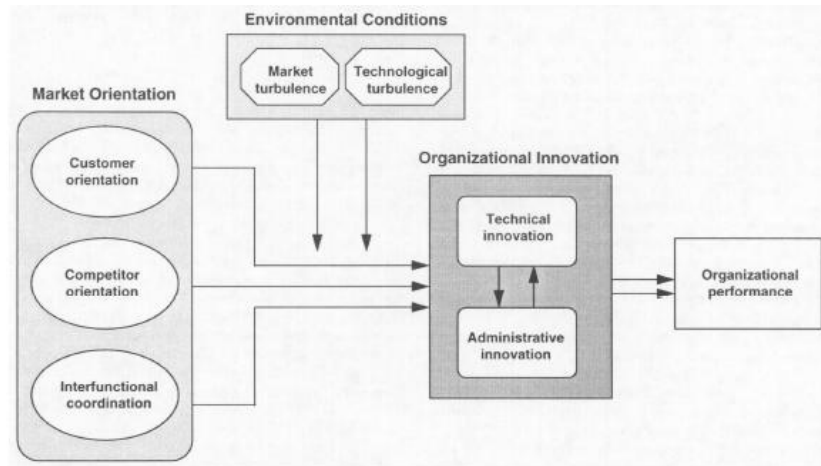 Environmental Conditions
Market
turbulence
Technological
turbulence
Market Orientation
Customer
orientation
Competitor
orientation
Interfunctional
coordination
Organizational Innovation
Technical
innovation
Administrative
innovation
Organizational
performance